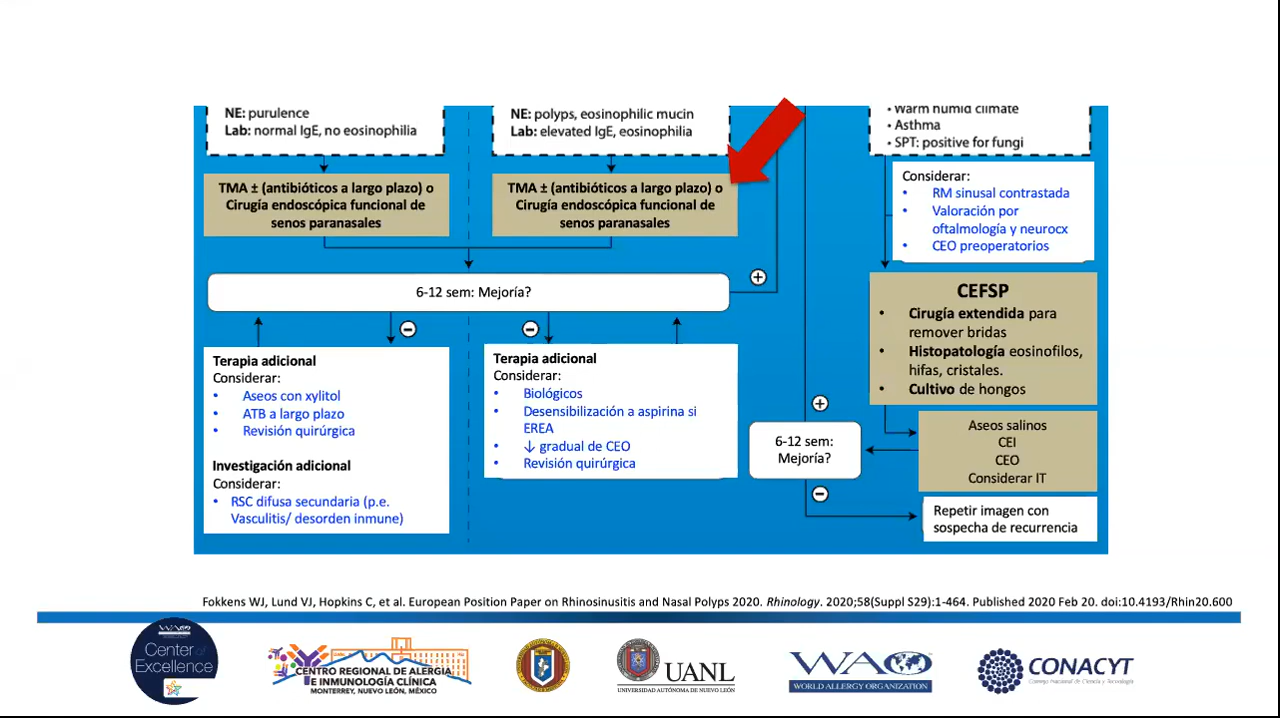 NE: purulence
Lab: normal IgE, no eosinophilia
NE: polyps, eosinophilic mucin
Lab: elevated IgE, eosinophilia
• Warm humid climate
• Asthma
• SPT: positive for fungi
TMA ± (antibióticos a largo plazo) o
Cirugía endoscópica funcional de
senos paranasales
TMA ± (antibióticos a largo plazo) o
Cirugía endoscópica funcional de
senos paranasales
Considerar:
• RM sinusal contrastada
• Valoración por
oftalmología y neurocx
• CEO preoperatorios
6-12 sem: Mejoría?
+
−
−
CEFSP
• Cirugía extendida para
remover bridas
• Histopatología eosinofilos,
hifas, cristales.
• Cultivo de hongos
Terapia adicional
Considerar:
• Aseos con xylitol
• ATB a largo plazo
• Revisión quirúrgica
Investigación adicional
Considerar:
• RSC difusa secundaria (p.e.
Vasculitis/ desorden inmune)
Terapia adicional
Considerar:
• Biológicos
• Desensibilización a aspirina si
EREA
• ↓ gradual de CEO
• Revisión quirúrgica
+
6-12 sem:
Mejoría?
−
Aseos salinos
CEI
CEO
Considerar IT
Repetir imagen con
sospecha de recurrencia
Fokkens WJ, Lund VJ, Hopkins C, et al. European Position Paper on Rhinosinusitis and Nasal Polyps 2020. Rhinology. 2020;58(Suppl S29):1-464. Published 2020 Feb 20. doi:10.4193/Rhin20.600
WAO
Center of
Excellence
CENTRO REGIONAL DE ALERGIA
E INMUNOLOGÍA CLÍNICA
MONTERREY, NUEVO LEÓN, MÉXICO
UANL
UNIVERSIDAD AUTÓNOMA DE NUEVO LEÓN
WAO
WORLD ALLERGY ORGANIZATION
CONACYT
Consejo Nacional de Ciencia y Tecnología